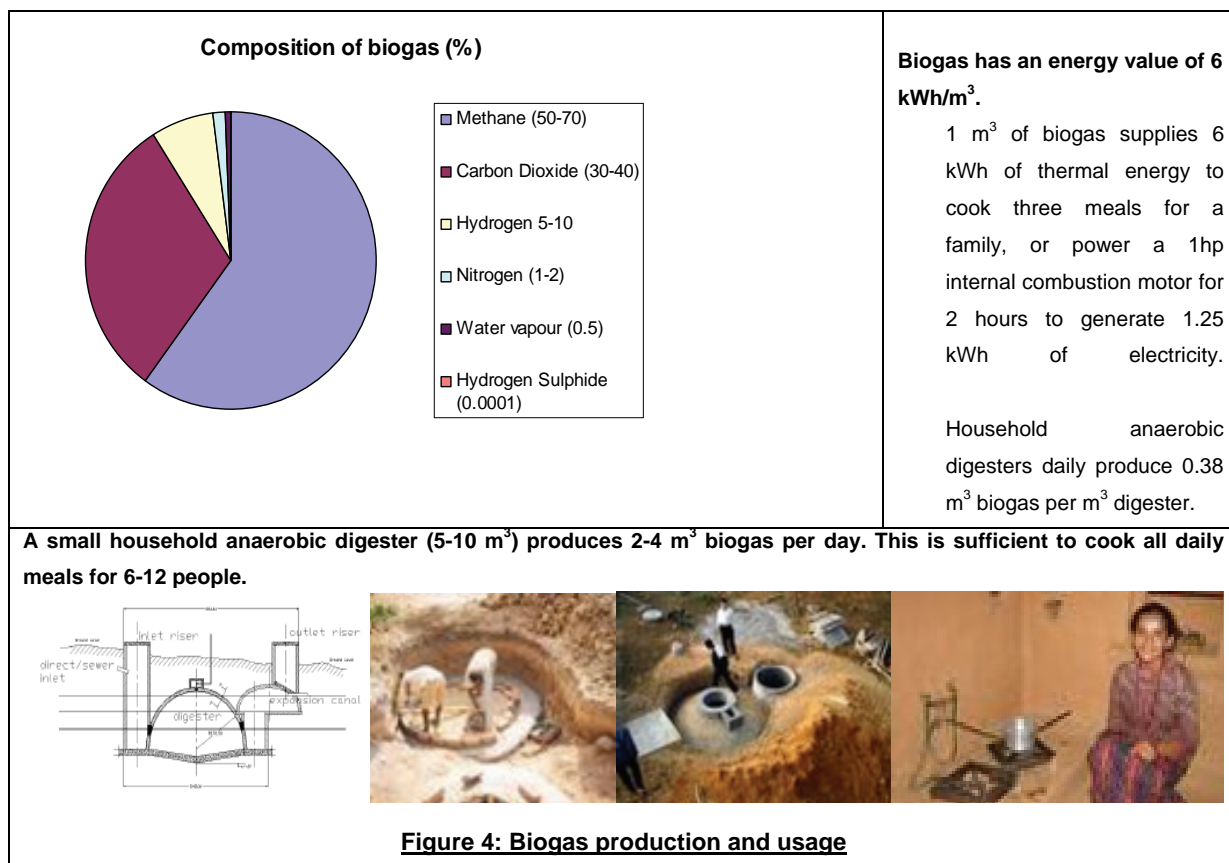 Composition of biogas (%)
Methane (50-70)
Carbon Dioxide (30-40)
Hydrogen 5-10
Nitrogen (1-2)
Water vapour (0.5)
Hydrogen Sulphide
(0.0001)
Biogas has an energy value of 6
kWh/m³.
1 m³ of biogas supplies 6
kWh of thermal energy to
cook three meals for a
family, or power a 1hp
internal combustion motor for
2 hours to generate 1.25
kWh of electricity.
Household anaerobic
digesters daily produce 0.38
m³ biogas per m³ digester.
A small household anaerobic digester (5-10 m³) produces 2-4 m³ biogas per day. This is sufficient to cook all daily
meals for 6-12 people.
inlet riser
outlet riser
direct/sewer
inlet
expansion canal
digester
Figure 4: Biogas production and usage